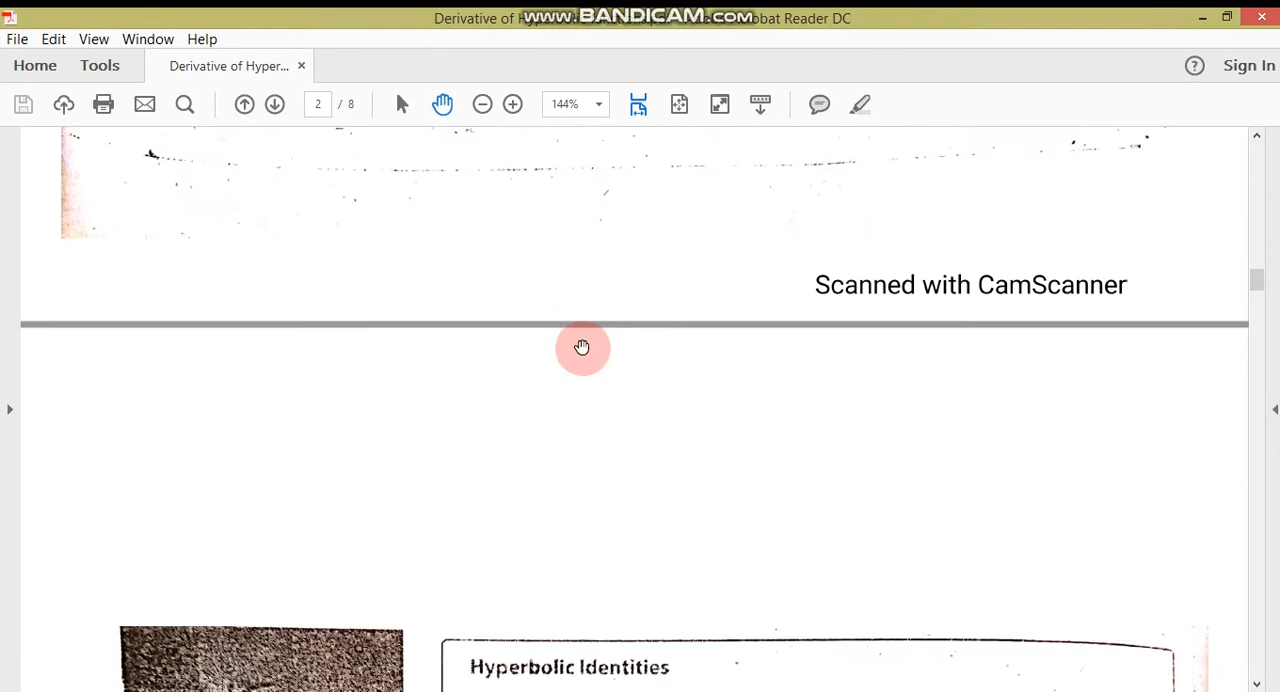 Derivative of Hy
www.BANDICAM.com
obat Reader DC
File Edit View Window Help
Home Tools Derivative of Hyper... × ? Sign In
2 / 8 144%
Scanned with CamScanner
Hyperbolic Identities